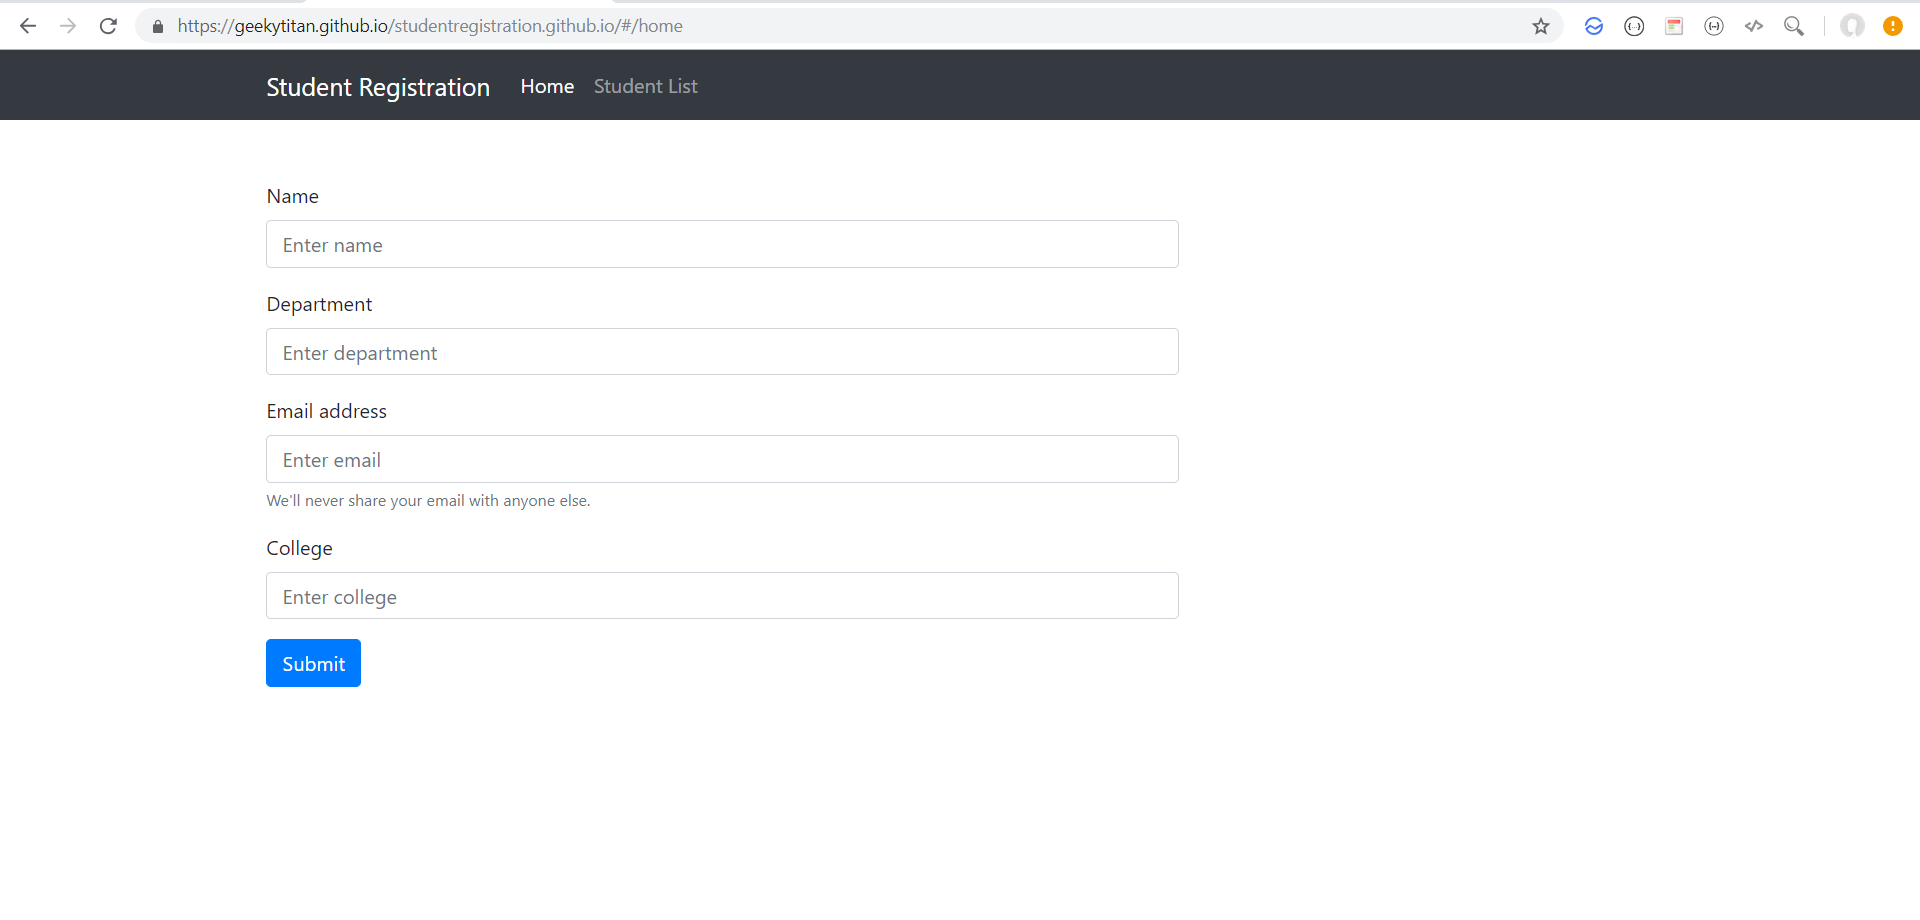 https://geekytitan.github.io/studentregistration.github.io/#/home
Student Registration Home Student List
Name
Enter name
Department
Enter department
Email address
Enter email
We'll never share your email with anyone else.
College
Enter college
Submit